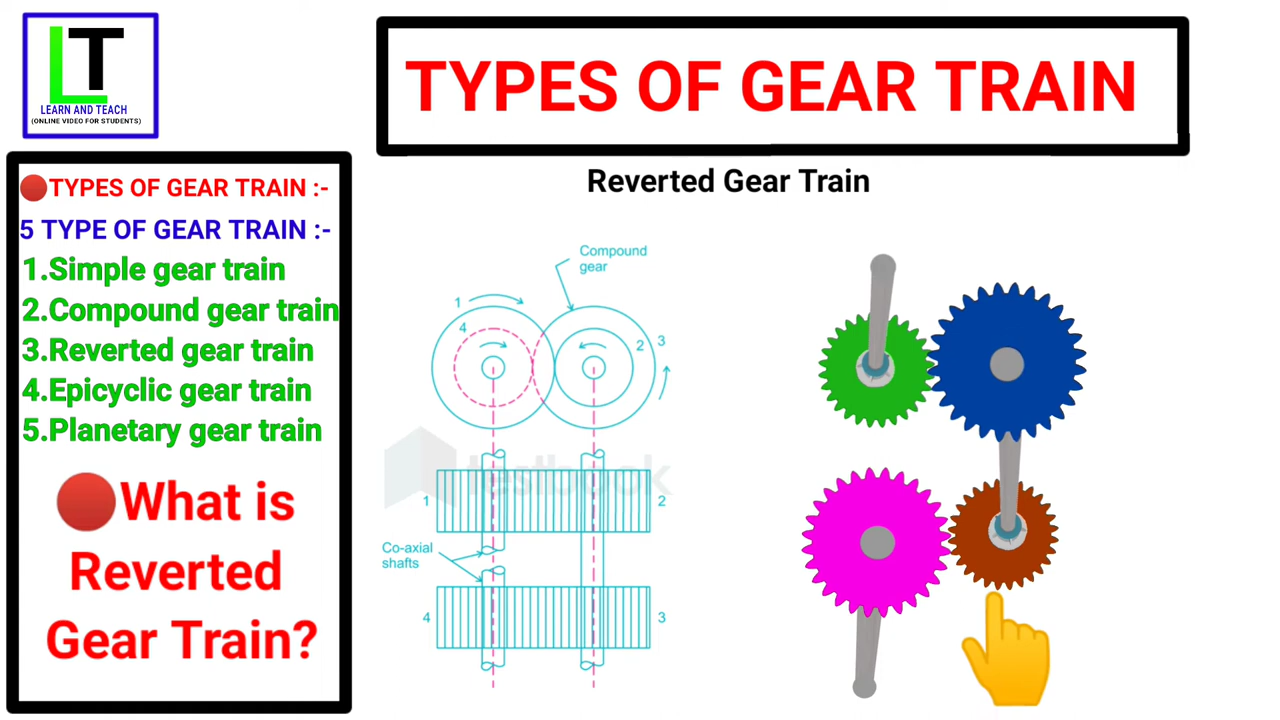 LT
LEARN AND TEACH
(ONLINE VIDEO FOR STUDENTS)
TYPES OF GEAR TRAIN
🔴TYPES OF GEAR TRAIN :-
5 TYPE OF GEAR TRAIN :-
1.Simple gear train
2.Compound gear train
3.Reverted gear train
4.Epicyclic gear train
5.Planetary gear train
🔴What is
Reverted
Gear Train?
Reverted Gear Train
Compound
gear
1
4
3
2
testbook
1
2
Co-axial
shafts
4
3